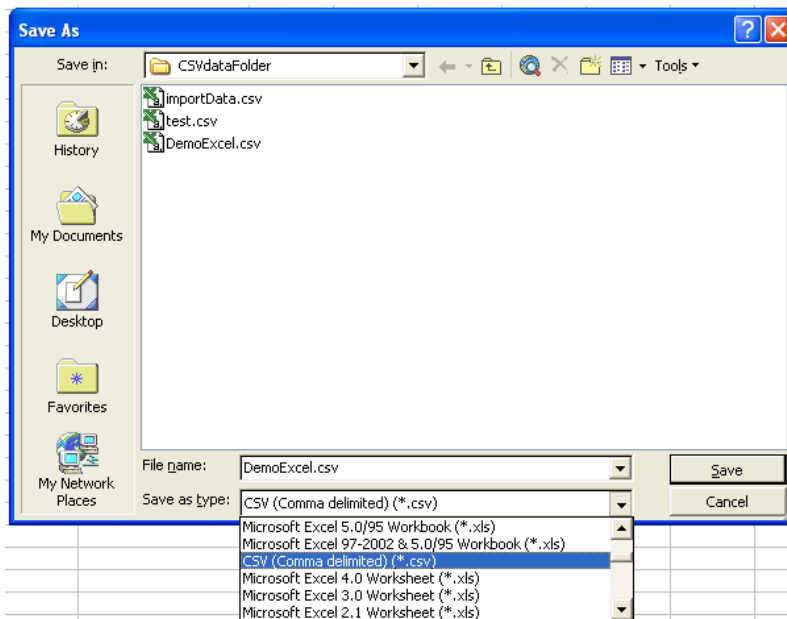 Save As
Save in:
CSVdataFolder
Tools
importData.csv
test.csv
DemoExcel.csv
History
My Documents
Desktop
Favorites
My Network
Places
File name:
DemoExcel.csv
Save
Save as type:
CSV (Comma delimited) (*.csv)
Cancel
Microsoft Excel 5.0/95 Workbook (*.xls)
Microsoft Excel 97-2002 & 5.0/95 Workbook (*.xls)
CSV (Comma delimited) (*.csv)
Microsoft Excel 4.0 Worksheet (*.xls)
Microsoft Excel 3.0 Worksheet (*.xls)
Microsoft Excel 2.1 Worksheet (*.xls)